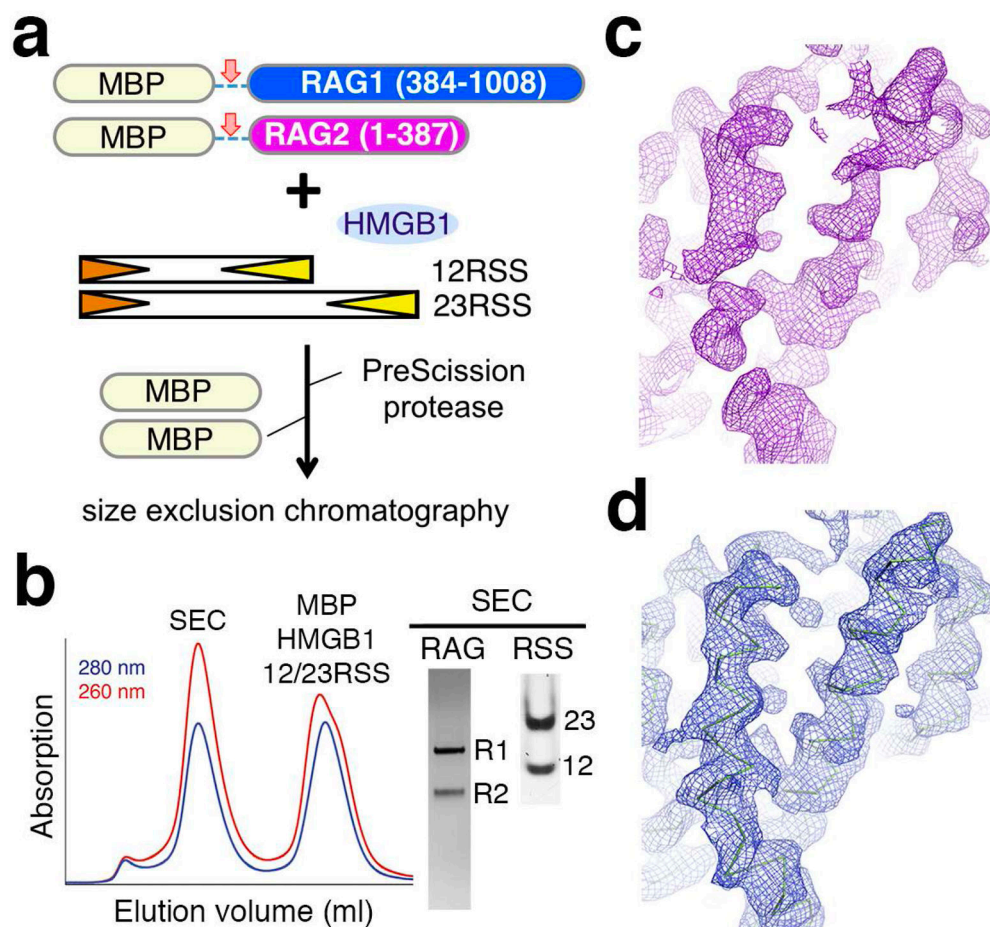 a
MBP
RAG1 (384-1008)
MBP
RAG2 (1-387)
+
HMGB1
12RSS
23RSS
MBP
MBP
PreScission
protease
size exclusion chromatography
b
280 nm
260 nm
SEC
MBP
HMGB1
12/23RSS
Absorption
Elution volume (ml)
SEC
RAG
RSS
R1
R2
23
12
c
d